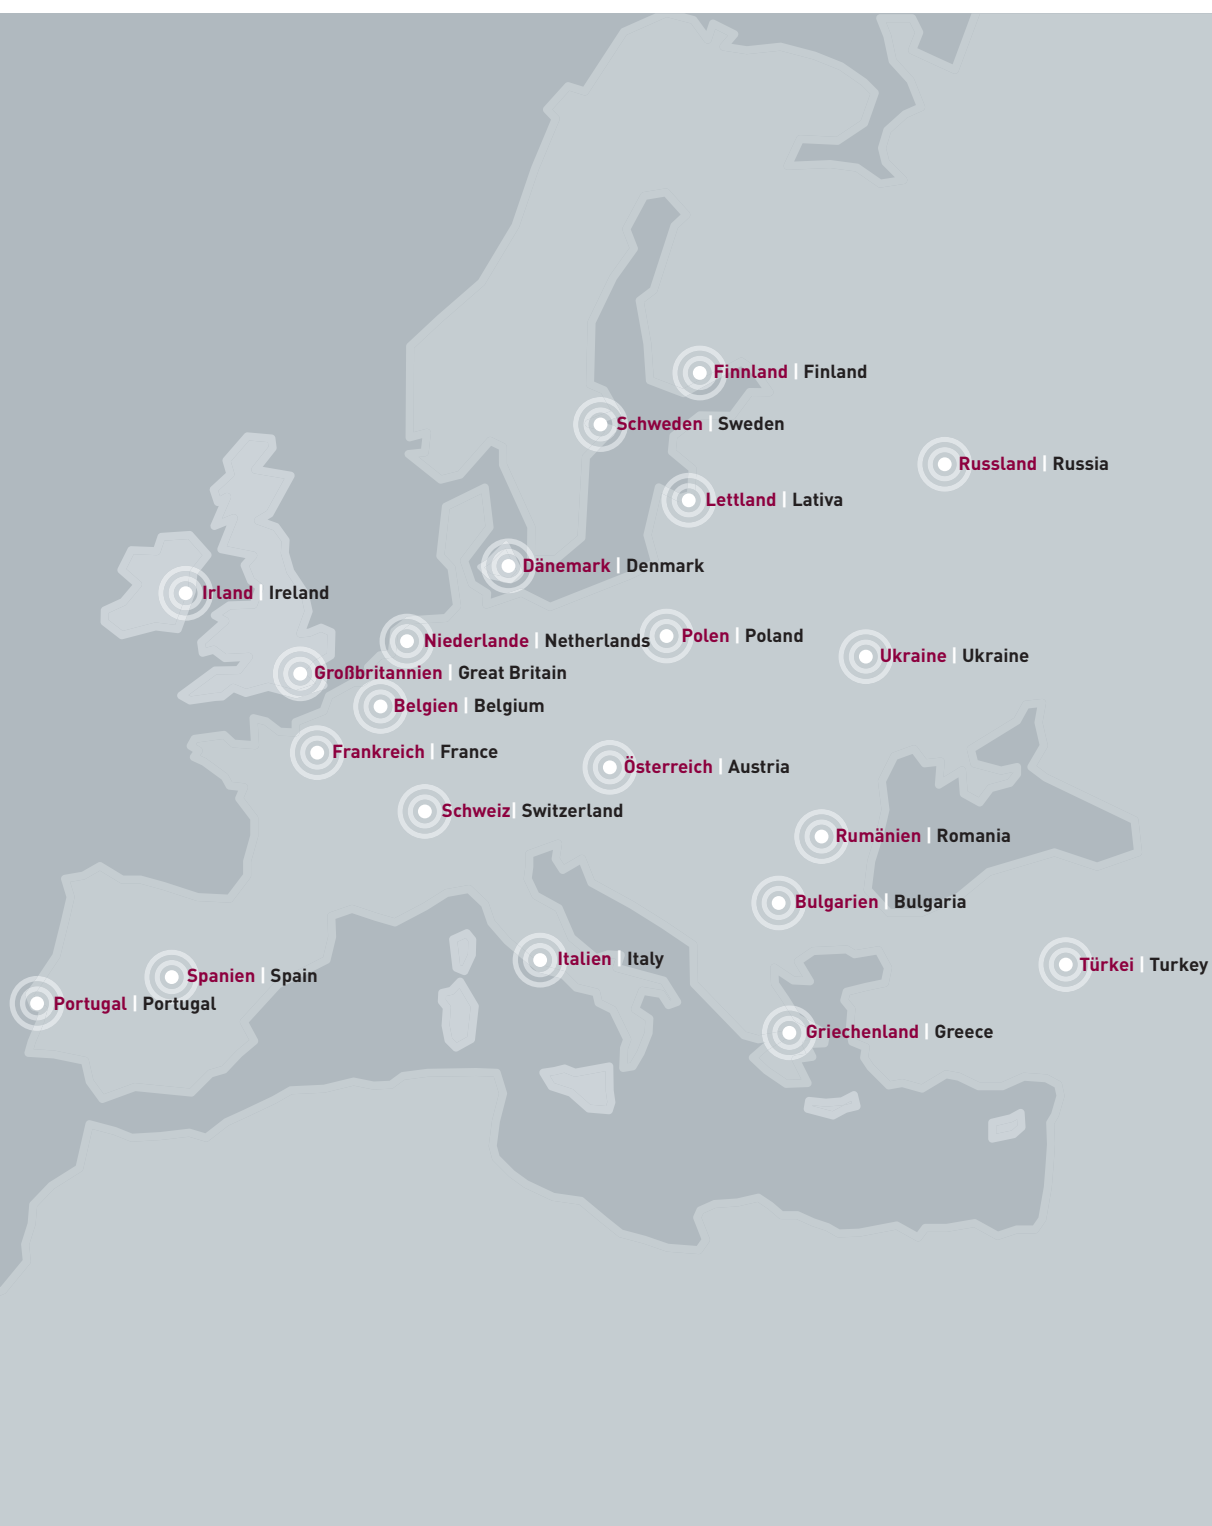 Finnland | Finland
Schweden | Sweden
Russland | Russia
Lettland | Lativa
Dänemark | Denmark
Irland | Ireland
Niederlande | Netherlands
Polen | Poland
Ukraine | Ukraine
Großbritannien | Great Britain
Belgien | Belgium
Frankreich | France
Österreich | Austria
Schweiz | Switzerland
Rumänien | Romania
Bulgarien | Bulgaria
Italien | Italy
Türkei | Turkey
Spanien | Spain
Portugal | Portugal
Griechenland | Greece